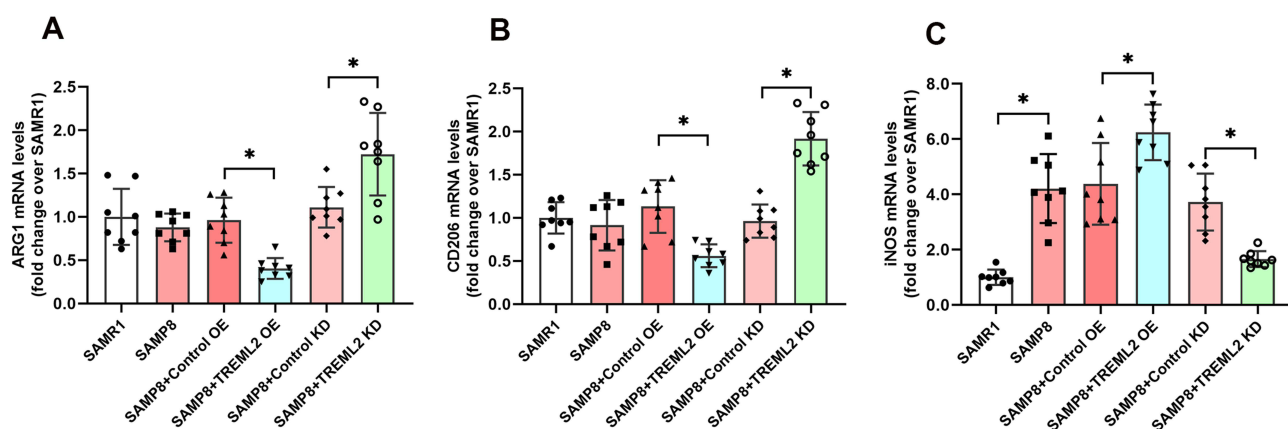 A
ARG1 mRNA levels
(fold change over SAMR1)
2.5
2.0
1.5
1.0
0.5
0.0
*
*
SAMR1
SAMP8
SAMP8+Control OE
SAMP8+TREML2 OE
SAMP8+Control KD
SAMP8+TREML2 KD
B
CD206 mRNA levels
(fold change over SAMR1)
2.5
2.0
1.5
1.0
0.5
0.0
*
*
SAMR1
SAMP8
SAMP8+Control OE
SAMP8+TREML2 OE
SAMP8+Control KD
SAMP8+TREML2 KD
C
iNOS mRNA levels
(fold change over SAMR1)
8.0
6.0
4.0
2.0
0.0
*
*
*
SAMR1
SAMP8
SAMP8+Control OE
SAMP8+TREML2 OE
SAMP8+Control KD
SAMP8+TREML2 KD